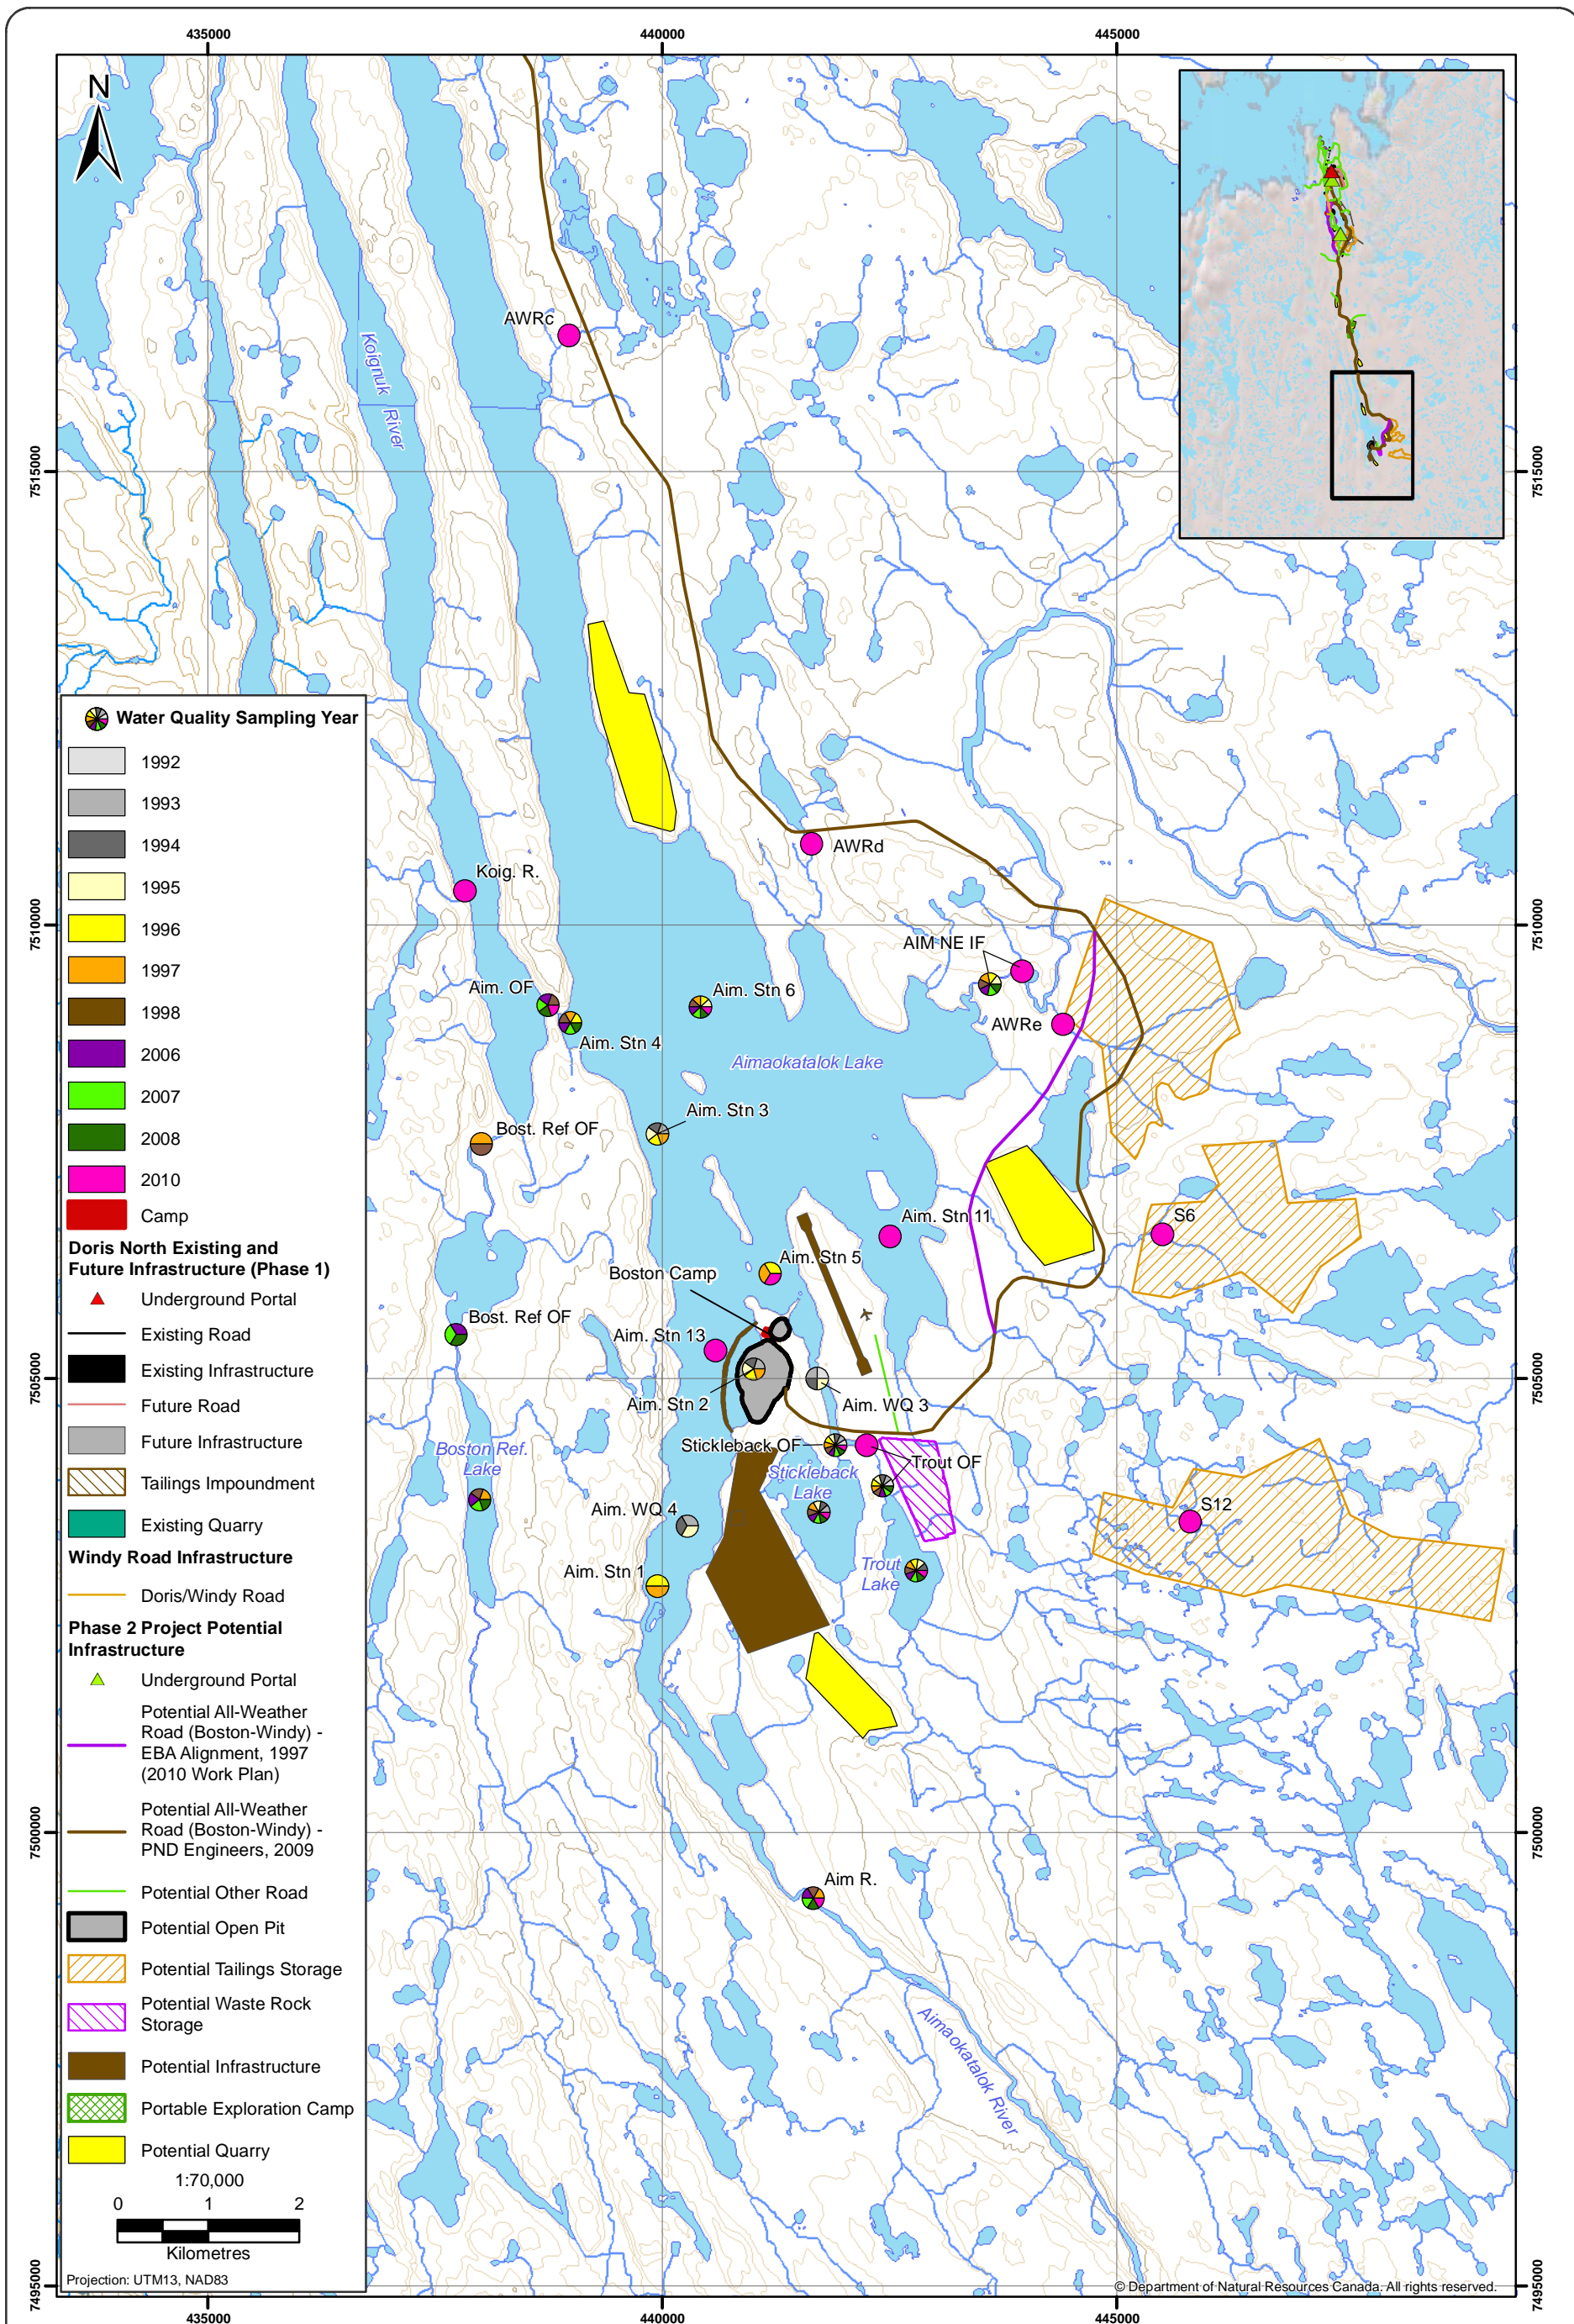 435000
440000
445000
N
7515000
7515000
AWRc
Koignuk River
Water Quality Sampling Year
1992
1993
1994
1995
1996
1997
1998
2006
2007
2008
2010
Camp
Doris North Existing and
Future Infrastructure (Phase 1)
Underground Portal
Existing Road
Existing Infrastructure
Future Road
Future Infrastructure
Tailings Impoundment
Existing Quarry
Windy Road Infrastructure
Doris/Windy Road
Phase 2 Project Potential
Infrastructure
Underground Portal
Potential All-Weather
Road (Boston-Windy) -
EBA Alignment, 1997
(2010 Work Plan)
Potential All-Weather
Road (Boston-Windy) -
PND Engineers, 2009
Potential Other Road
Potential Open Pit
Potential Tailings Storage
Potential Waste Rock
Storage
Potential Infrastructure
Portable Exploration Camp
Potential Quarry
1:70,000
0 1 2
Kilometres
Projection: UTM13, NAD83
AWRd
Koig. R.
7510000
7510000
AIM NE IF
Aim. OF
Aim. Stn 6
AWRe
Aim. Stn 4
Aimaokatalok Lake
Aim. Stn 3
Bost. Ref OF
Aim. Stn 11
S6
Aim. Stn 5
Boston Camp
Bost. Ref OF
Aim. Stn 13
7505000
7505000
Aim. Stn 2
Aim. WQ 3
Stickleback OF
Trout OF
Boston Ref.
Lake
Stickleback
Lake
S12
Aim. WQ 4
Trout
Lake
Aim. Stn 1
7500000
7500000
Aim R.
Aimaokatalok River
7495000
7495000
© Department of Natural Resources Canada. All rights reserved.
435000
440000
445000